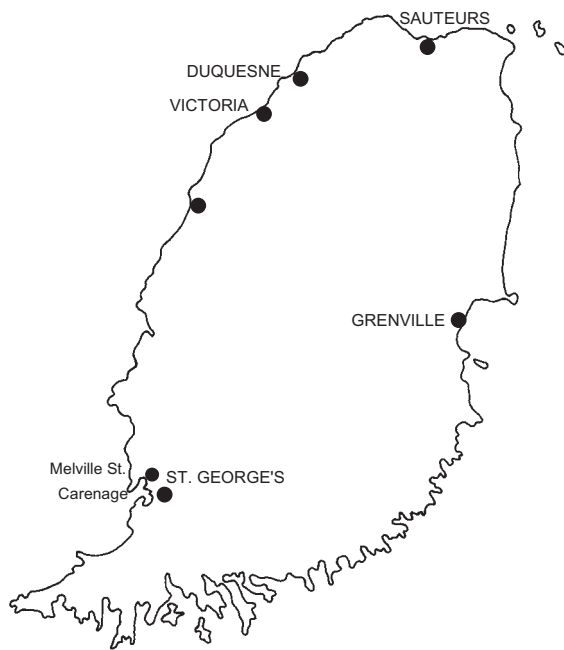 SAUTEURS
DUQUESNE
VICTORIA
GRENVILLE
Melville St.
ST. GEORGE'S
Carenage